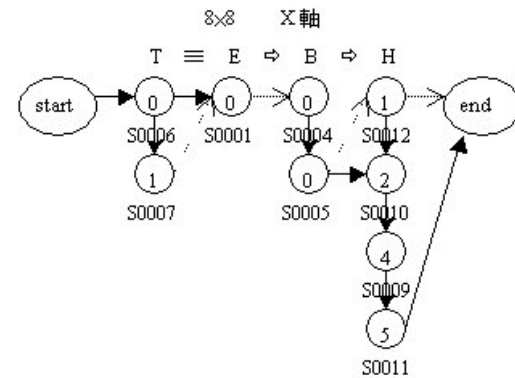 8×8 X軸
T ≡ E ⇨ B ⇨ H
start 0 0 0 1 end
S0006 S0001 S0004 S0012
1 0 2
S0007 S0005 S0010
4
S0009
5
S0011